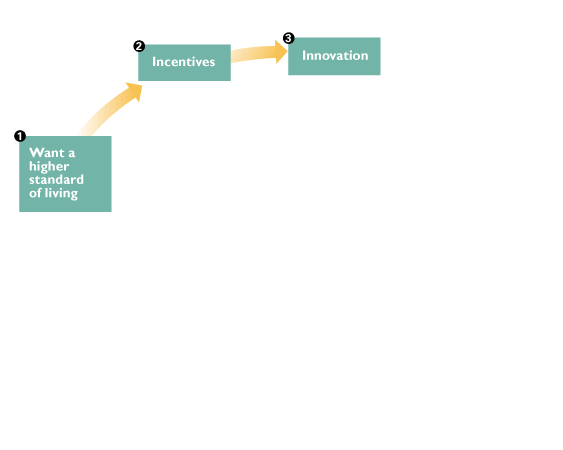 2
Incentives
3
Innovation
1
Want a
higher
standard
of living